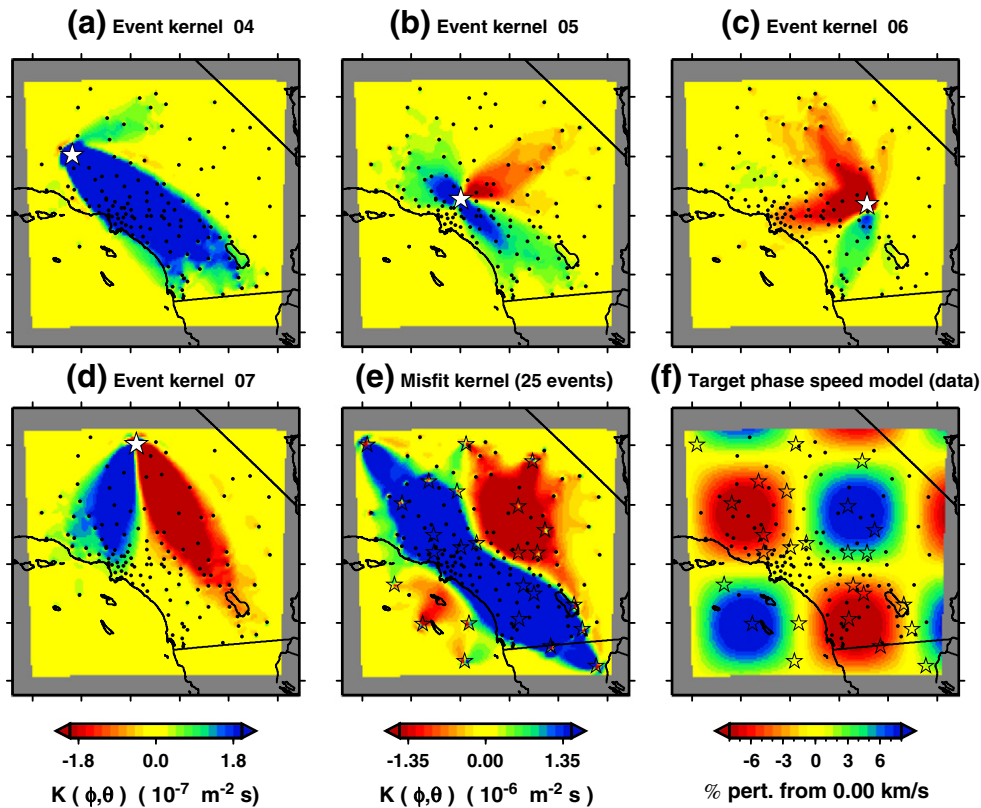 (a) Event kernel 04
(b) Event kernel 05
(c) Event kernel 06
(d) Event kernel 07
(e) Misfit kernel (25 events)
(f) Target phase speed model (data)
-1.8 0.0 1.8
K ( ϕ,θ ) ( 10⁻⁷ m⁻² s)
-1.35 0.00 1.35
K ( ϕ,θ ) ( 10⁻⁶ m⁻² s)
-6 -3 0 3 6
% pert. from 0.00 km/s